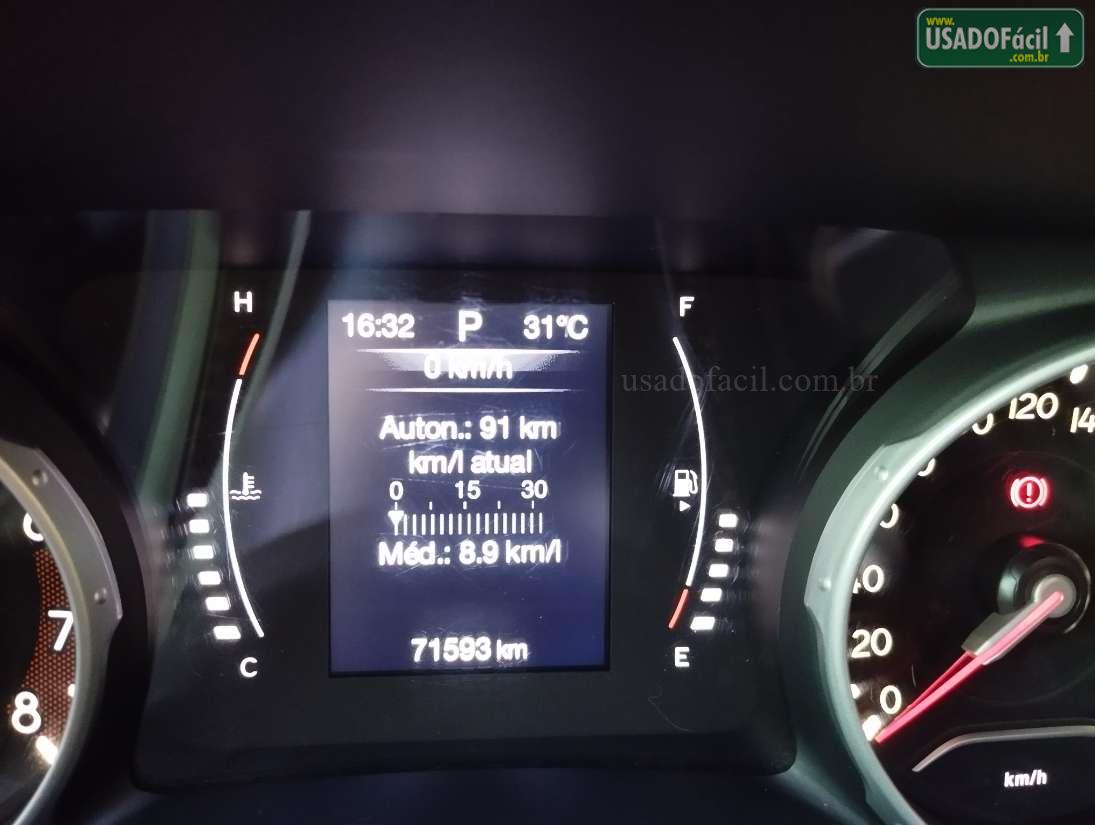 www.
USADOFácil
.com.br
H
F
16:32 P 31°C
0 km/h
usadofacil.com.br
Auton.: 91 km
km/l atual
0 15 30
Méd.: 8.9 km/l
71593 km
C
E
6
7
8
0
20
40
120
km/h